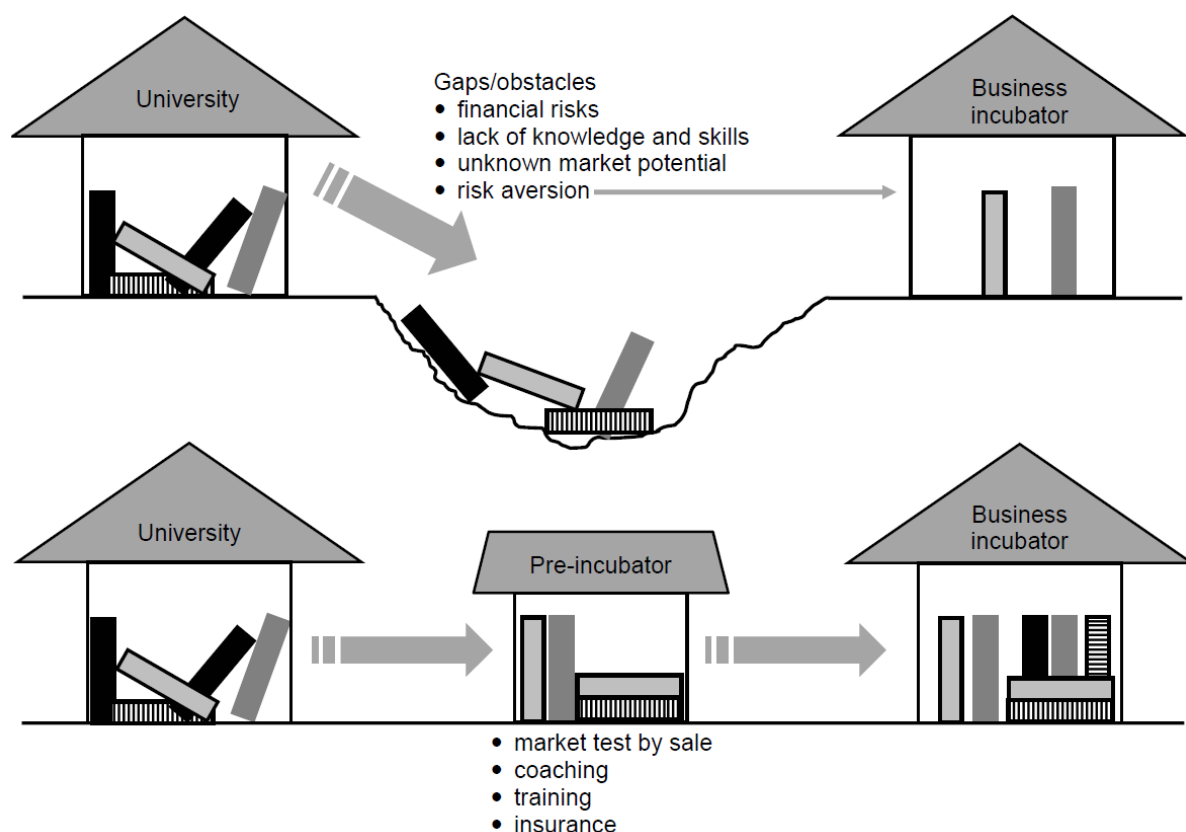 University
Gaps/obstacles
• financial risks
• lack of knowledge and skills
• unknown market potential
• risk aversion
Business
incubator
University
Pre-incubator
Business
incubator
• market test by sale
• coaching
• training
• insurance